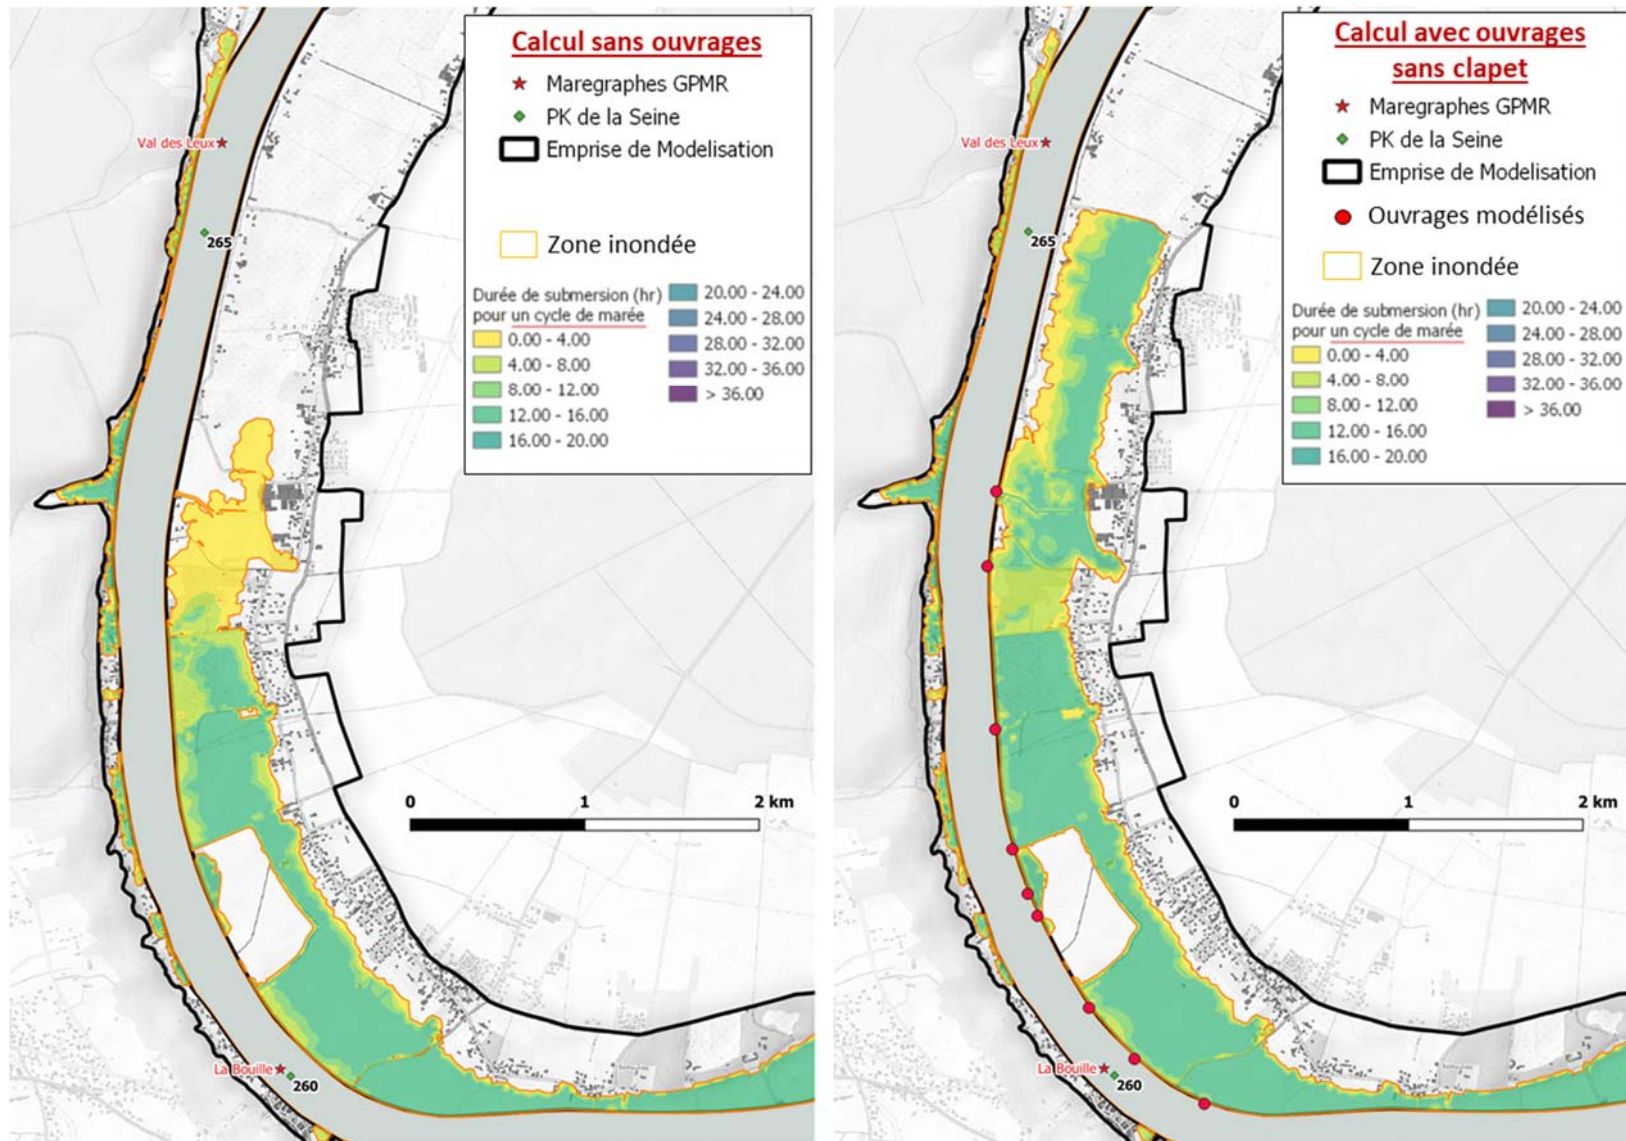 Calcul sans ouvrages
Maregraphes GPMR
PK de la Seine
Emprise de Modelisation
Zone inondée
Durée de submersion (hr)
pour un cycle de marée
0.00 - 4.00
4.00 - 8.00
8.00 - 12.00
12.00 - 16.00
16.00 - 20.00
20.00 - 24.00
24.00 - 28.00
28.00 - 32.00
32.00 - 36.00
> 36.00
Val des Leux
265
0 1 2 km
La Bouille
260
Calcul avec ouvrages
sans clapet
Maregraphes GPMR
PK de la Seine
Emprise de Modelisation
Ouvrages modélisés
Zone inondée
Durée de submersion (hr)
pour un cycle de marée
0.00 - 4.00
4.00 - 8.00
8.00 - 12.00
12.00 - 16.00
16.00 - 20.00
20.00 - 24.00
24.00 - 28.00
28.00 - 32.00
32.00 - 36.00
> 36.00
Val des Leux
265
0 1 2 km
La Bouille
260